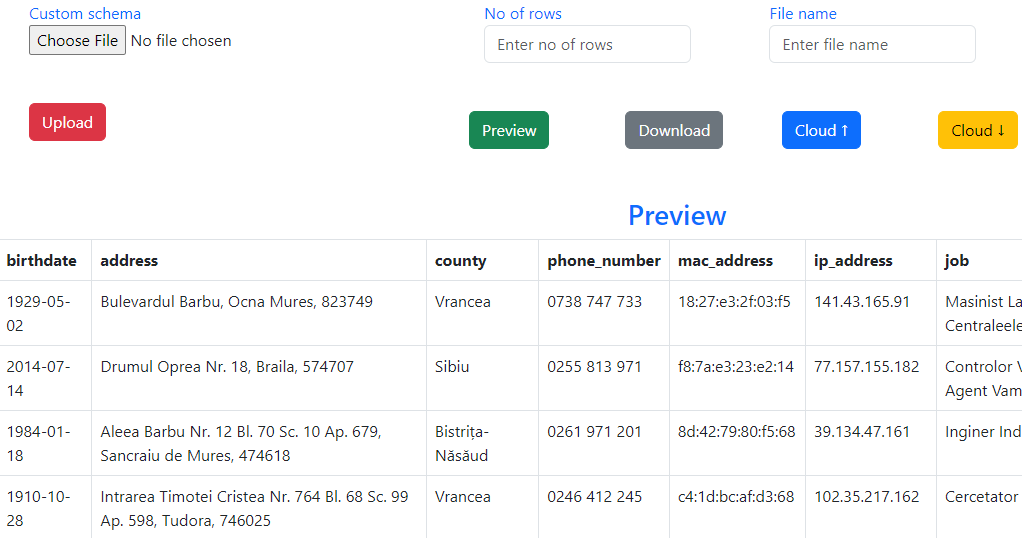 Custom schema
No of rows
File name
Choose File No file chosen
Enter no of rows
Enter file name
Upload
Preview
Download
Cloud ↑
Cloud ↓
Preview
birthdate address county phone_number mac_address ip_address job
1929-05- Bulevardul Barbu, Ocna Mures, 823749 Vrancea 0738 747 733 18:27:e3:2f:03:f5 141.43.165.91 Masinist La
02 Centraleele
2014-07- Drumul Oprea Nr. 18, Braila, 574707 Sibiu 0255 813 971 f8:7a:e3:23:e2:14 77.157.155.182 Controlor V
14 Agent Vam
1984-01- Aleea Barbu Nr. 12 Bl. 70 Sc. 10 Ap. 679, Bistrița- 0261 971 201 8d:42:79:80:f5:68 39.134.47.161 Inginer Ind
18 Sancraiu de Mures, 474618 Năsăud
1910-10- Intrarea Timotei Cristea Nr. 764 Bl. 68 Sc. 99 Vrancea 0246 412 245 c4:1d:bc:af:d3:68 102.35.217.162 Cercetator
28 Ap. 598, Tudora, 746025